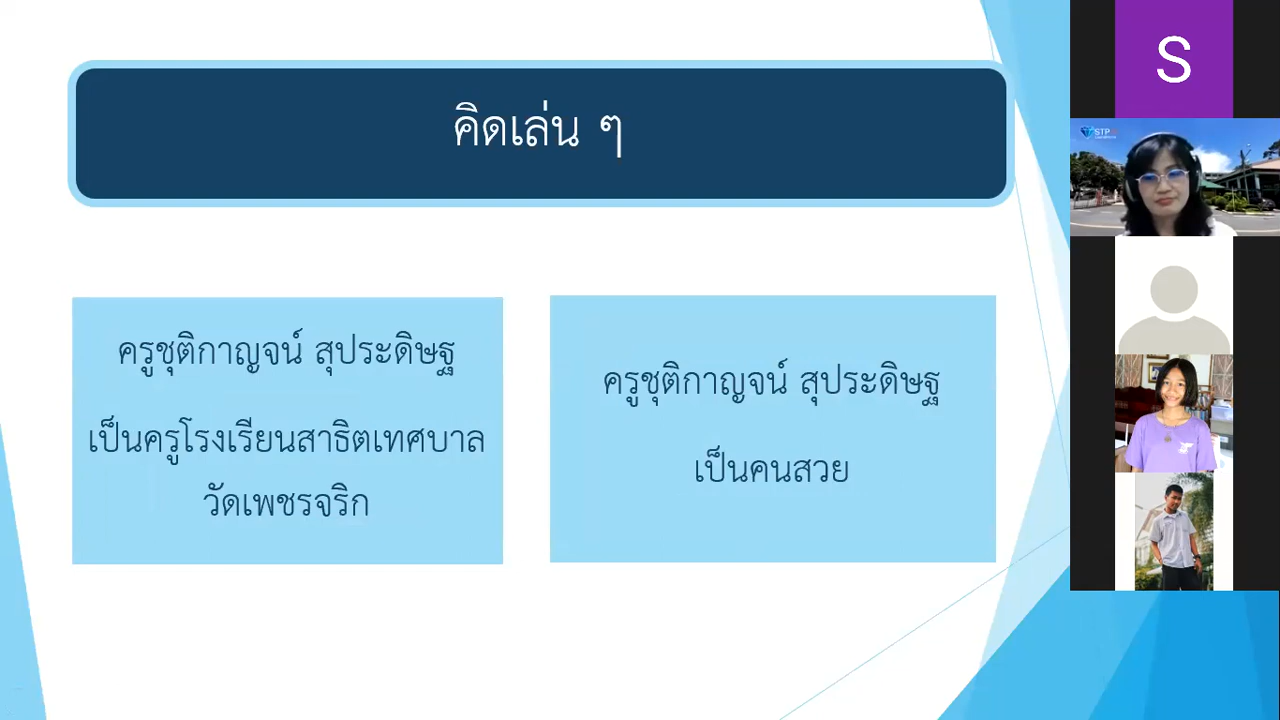 คิดเล่น ๆ
ครูชุติกาญจน์ สุประดิษฐ
เป็นครูโรงเรียนสาธิตเทศบาล
วัดเพชรจริก
ครูชุติกาญจน์ สุประดิษฐ
เป็นคนสวย
S
STP